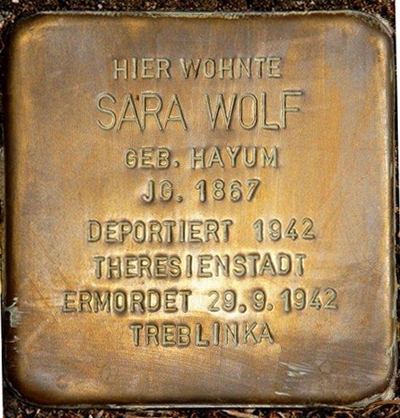 HIER WOHNTE
SARA WOLF
GEB. HAYUM
JG. 1867
DEPORTIERT 1942
THERESIENSTADT
ERMORDET 29.9.1942
TREBLINKA